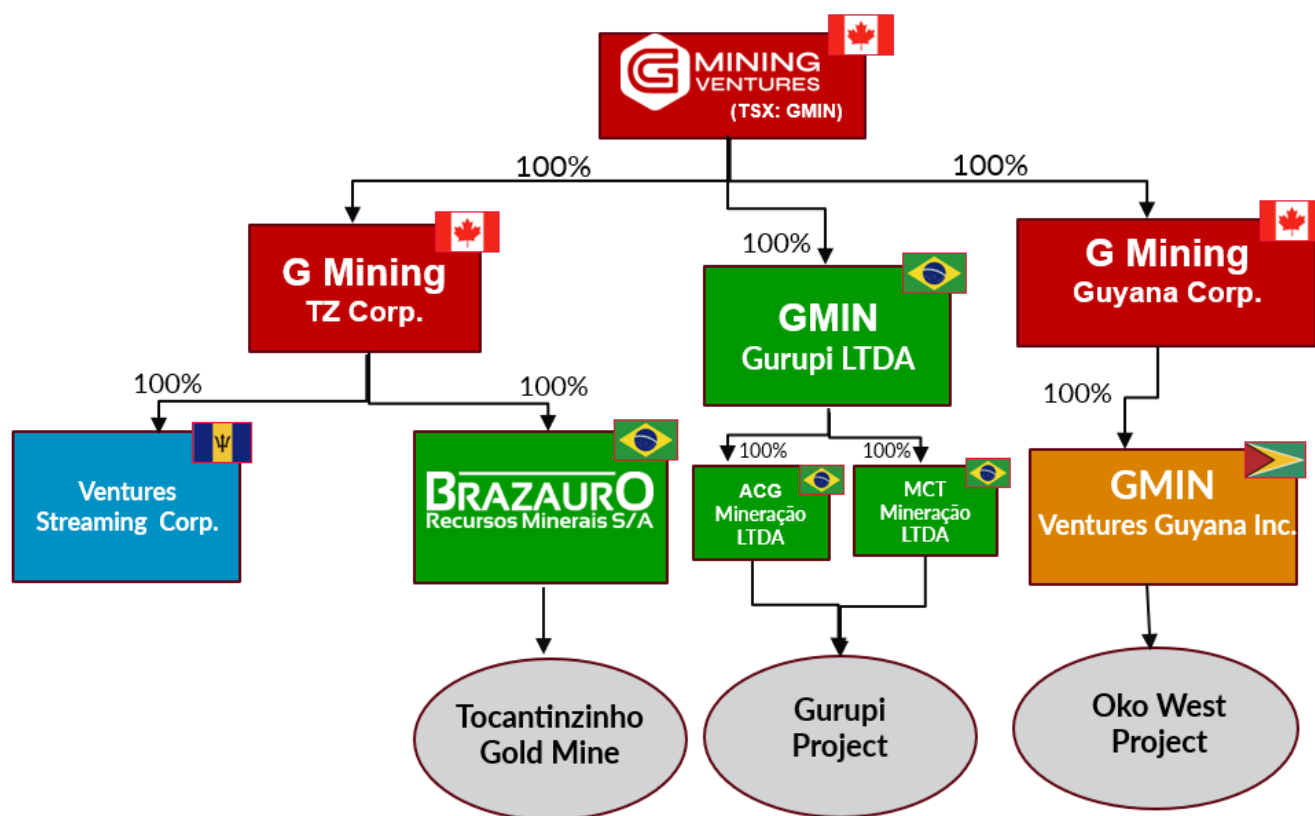 G MINING
VENTURES
(TSX: GMIN)
100%
100%
100%
G Mining
TZ Corp.
GMIN
Gurupi LTDA
G Mining
Guyana Corp.
100%
100%
100%
100%
100%
Ventures
Streaming Corp.
BRAZAURO
Recursos Minerais S/A
ACG
Mineração
LTDA
MCT
Mineração
LTDA
GMIN
Ventures Guyana Inc.
Tocantinzinho
Gold Mine
Gurupi
Project
Oko West
Project